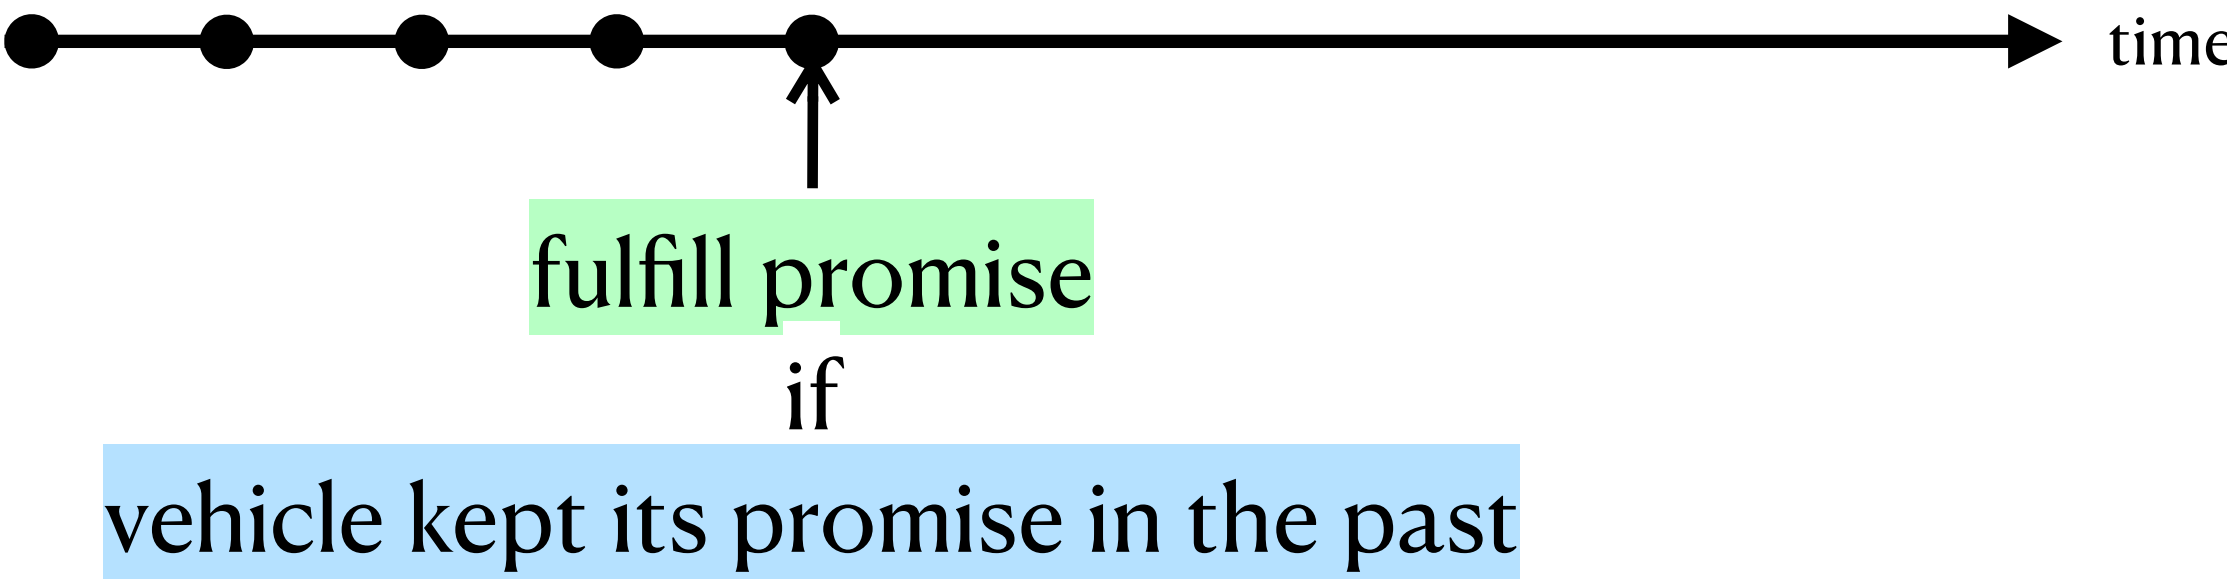 time
fulfill promise
if
vehicle kept its promise in the past